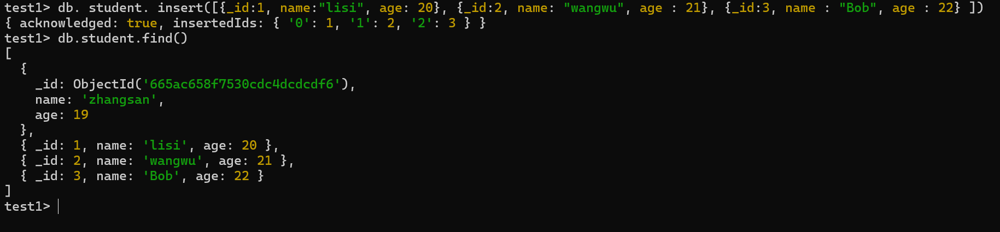 test1> db. student. insert([{_id:1, name:"lisi", age: 20}, {_id:2, name: "wangwu", age : 21}, {_id:3, name : "Bob", age : 22} ])
{ acknowledged: true, insertedIds: { '0': 1, '1': 2, '2': 3 } }
test1> db.student.find()
[
  {
    _id: ObjectId('665ac658f7530cdc4dcdcdf6'),
    name: 'zhangsan',
    age: 19
  },
  { _id: 1, name: 'lisi', age: 20 },
  { _id: 2, name: 'wangwu', age: 21 },
  { _id: 3, name: 'Bob', age: 22 }
]
test1>